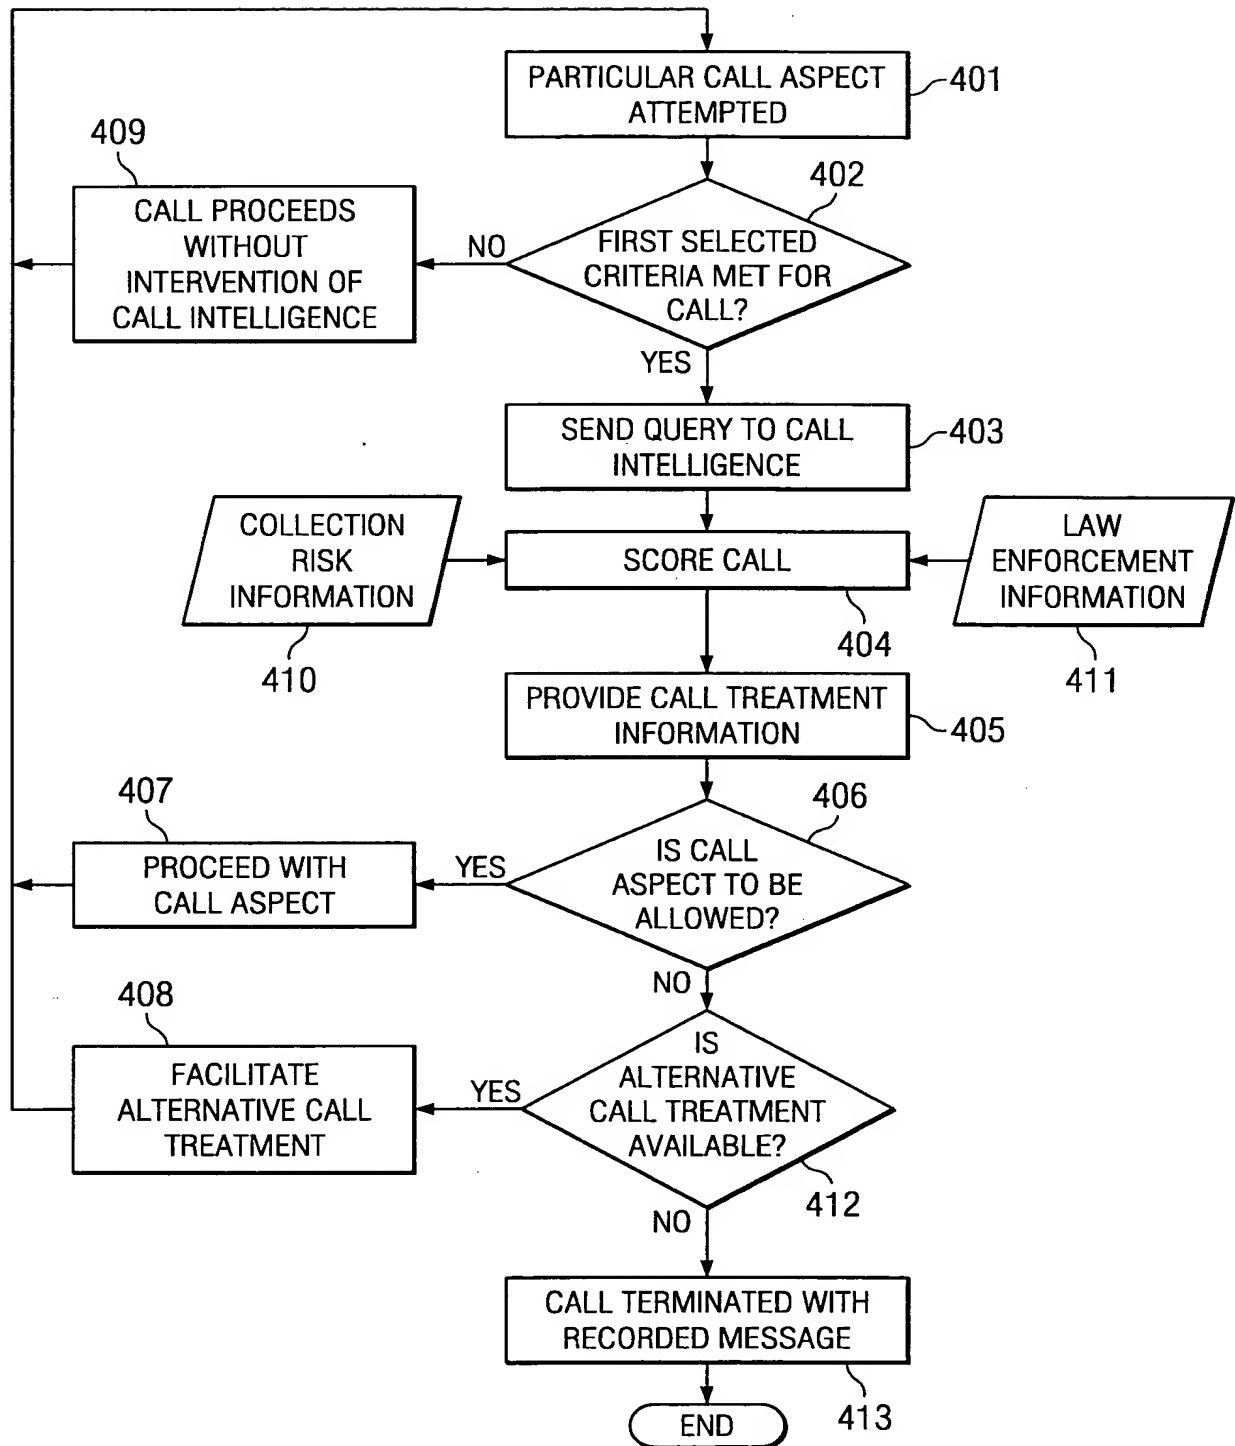 PARTICULAR CALL ASPECT
ATTEMPTED
401
409
402
CALL PROCEEDS
WITHOUT
INTERVENTION OF
CALL INTELLIGENCE
NO
FIRST SELECTED
CRITERIA MET FOR
CALL?
YES
SEND QUERY TO CALL
INTELLIGENCE
403
COLLECTION
RISK
INFORMATION
410
SCORE CALL
404
LAW
ENFORCEMENT
INFORMATION
411
PROVIDE CALL TREATMENT
INFORMATION
405
407
406
PROCEED WITH
CALL ASPECT
YES
IS CALL
ASPECT TO BE
ALLOWED?
NO
408
FACILITATE
ALTERNATIVE CALL
TREATMENT
YES
IS
ALTERNATIVE
CALL TREATMENT
AVAILABLE?
412
NO
CALL TERMINATED WITH
RECORDED MESSAGE
413
END